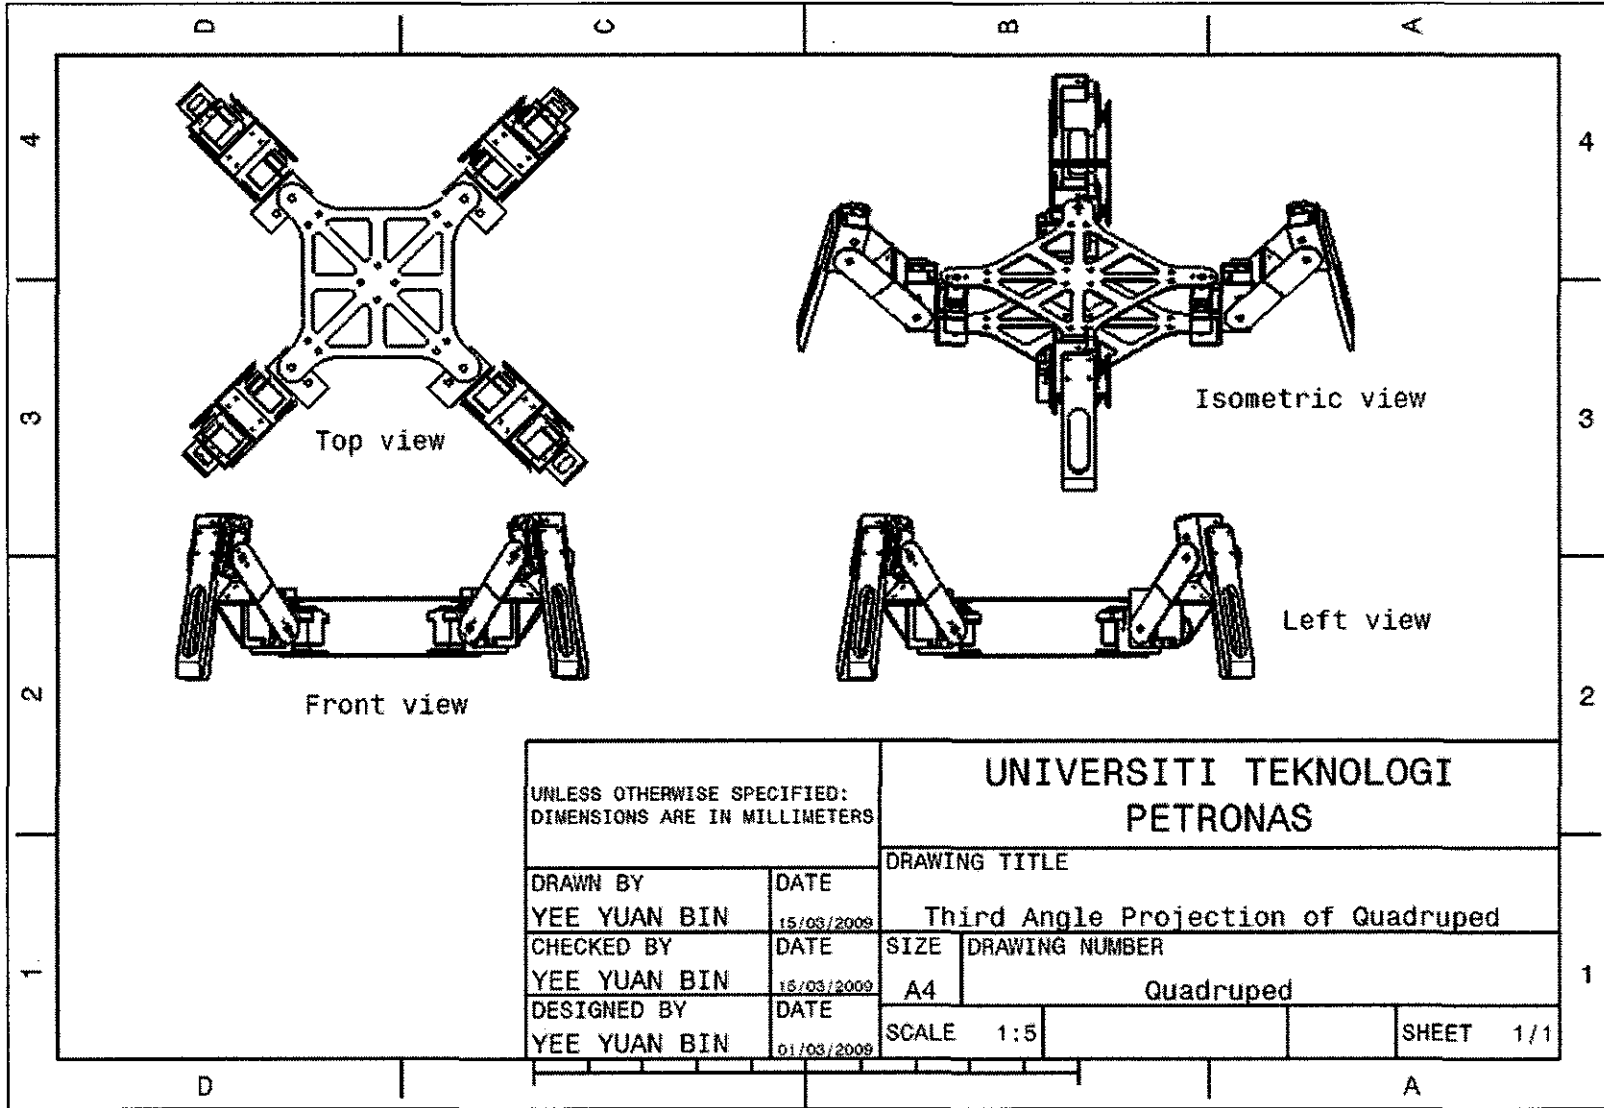 D C B A
4 4
Top view
Isometric view
3 3
Front view
Left view
2 2
UNLESS OTHERWISE SPECIFIED:
DIMENSIONS ARE IN MILLIMETERS
UNIVERSITI TEKNOLOGI
PETRONAS
DRAWING TITLE
Third Angle Projection of Quadruped
DRAWN BY DATE
YEE YUAN BIN 15/03/2009
CHECKED BY DATE
YEE YUAN BIN 15/03/2009
DESIGNED BY DATE
YEE YUAN BIN 01/03/2009
SIZE DRAWING NUMBER
A4 Quadruped
SCALE 1:5 SHEET 1/1
1 1
D A